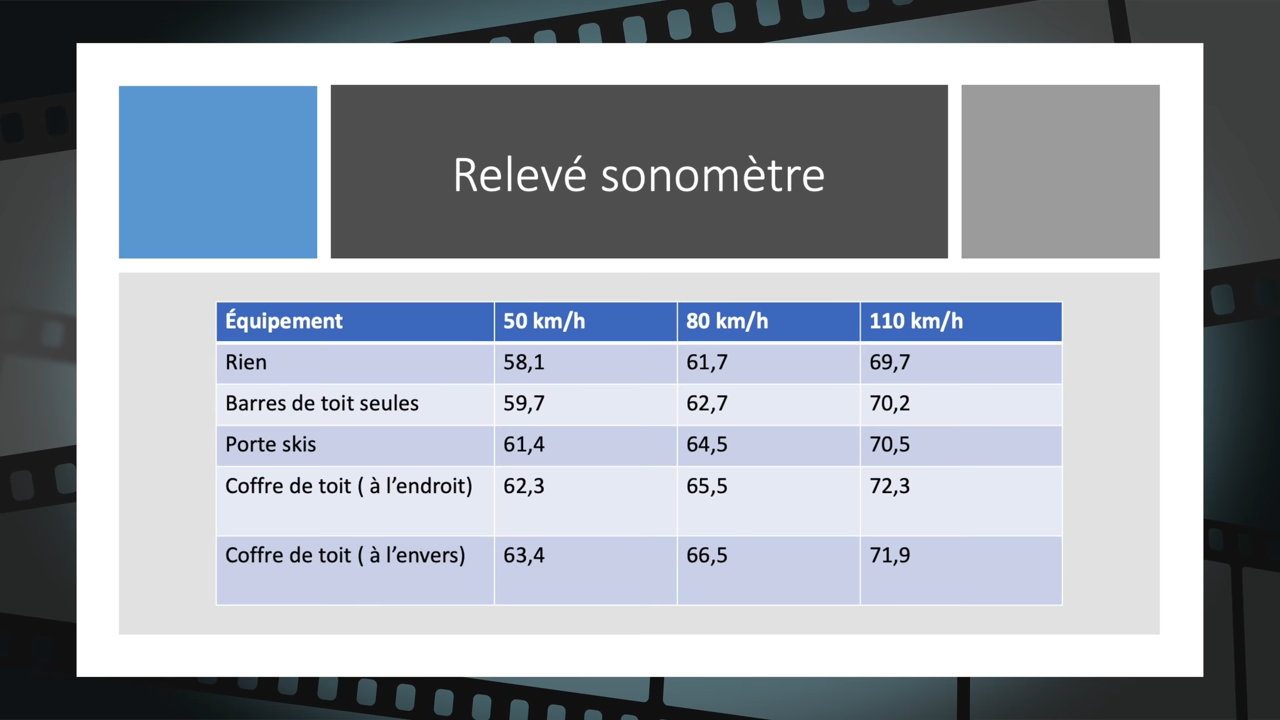 Relevé sonomètre
Équipement 50 km/h 80 km/h 110 km/h
Rien 58,1 61,7 69,7
Barres de toit seules 59,7 62,7 70,2
Porte skis 61,4 64,5 70,5
Coffre de toit ( à l’endroit) 62,3 65,5 72,3
Coffre de toit ( à l’envers) 63,4 66,5 71,9